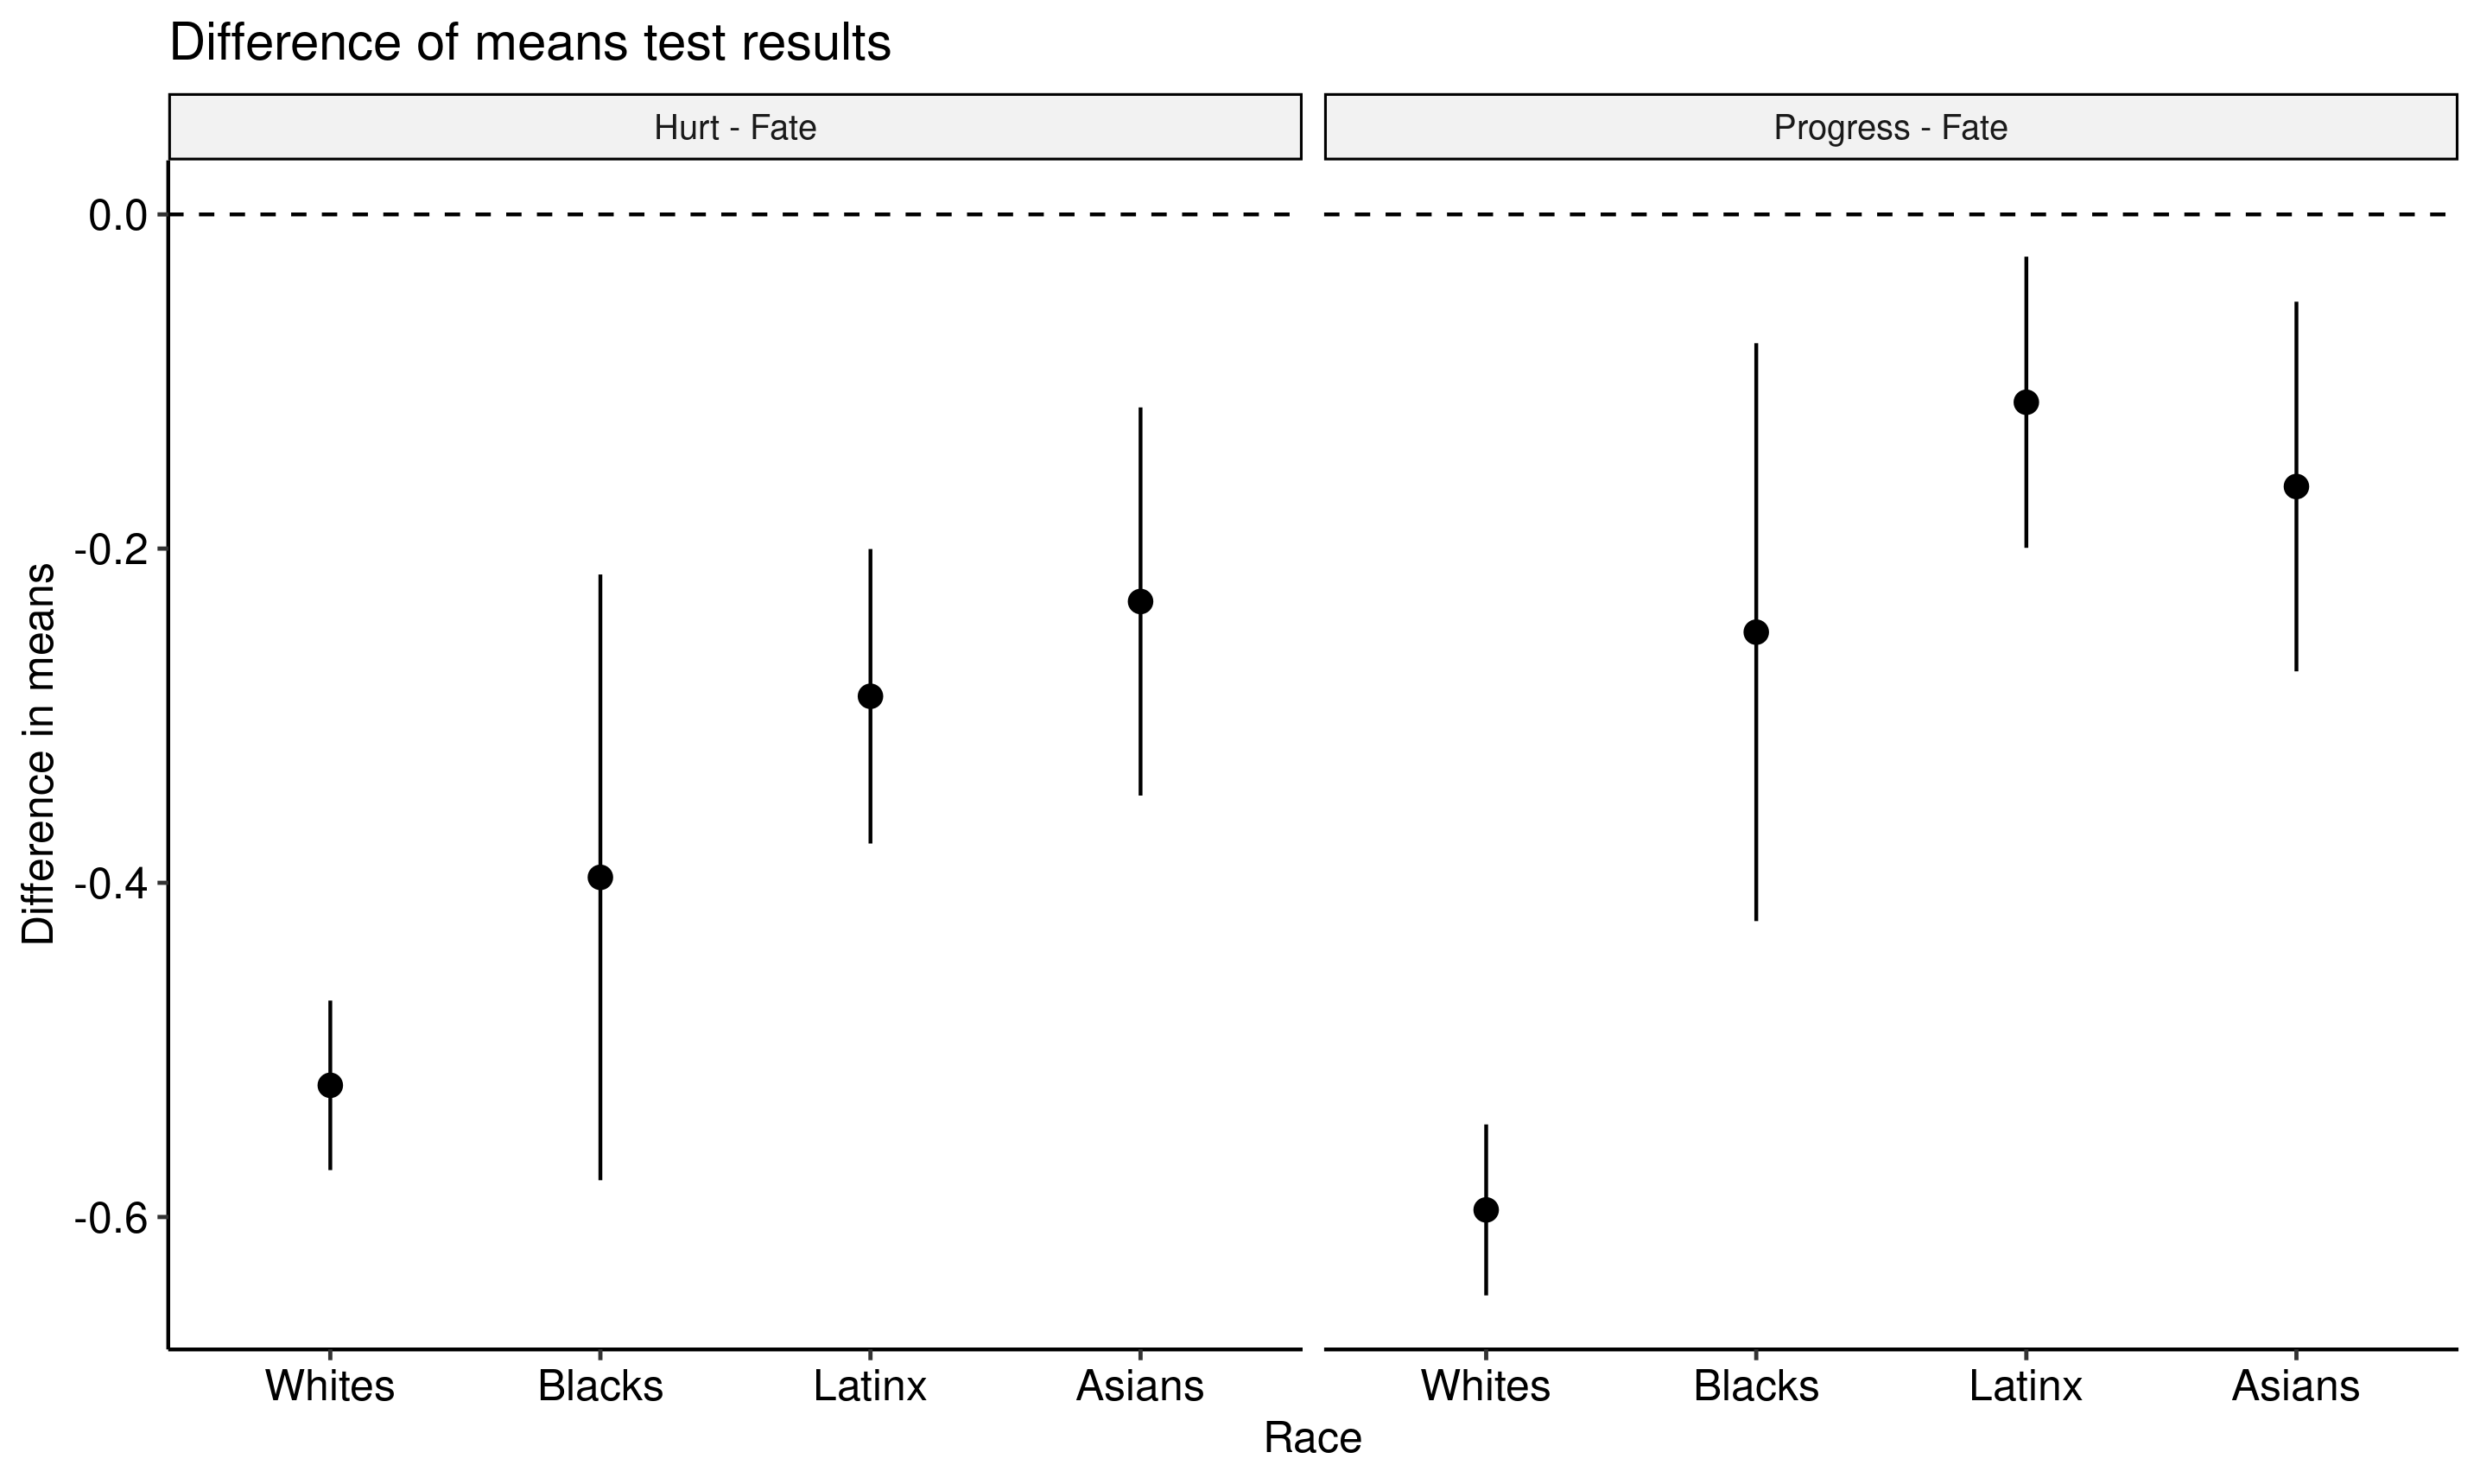 Difference of means test results
Hurt - Fate
Progress - Fate
Difference in means
0.0
-0.2
-0.4
-0.6
Whites Blacks Latinx Asians
Whites Blacks Latinx Asians
Race